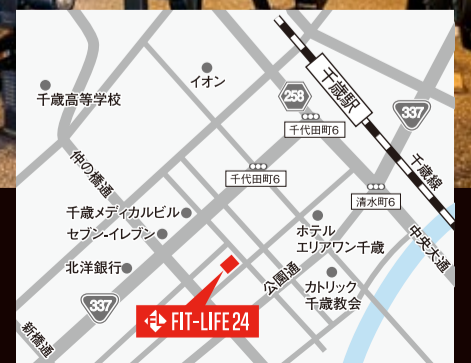 イオン
千歳高等学校
258
千歳駅
337
千代田町6
千歳線
仲の橋通
千代田町6
清水町6
千歳メディカルビル
セブン-イレブン
ホテル
エリアワン千歳
中央大通
北洋銀行
公園通
カトリック
千歳教会
337
新橋通
FIT-LIFE 24